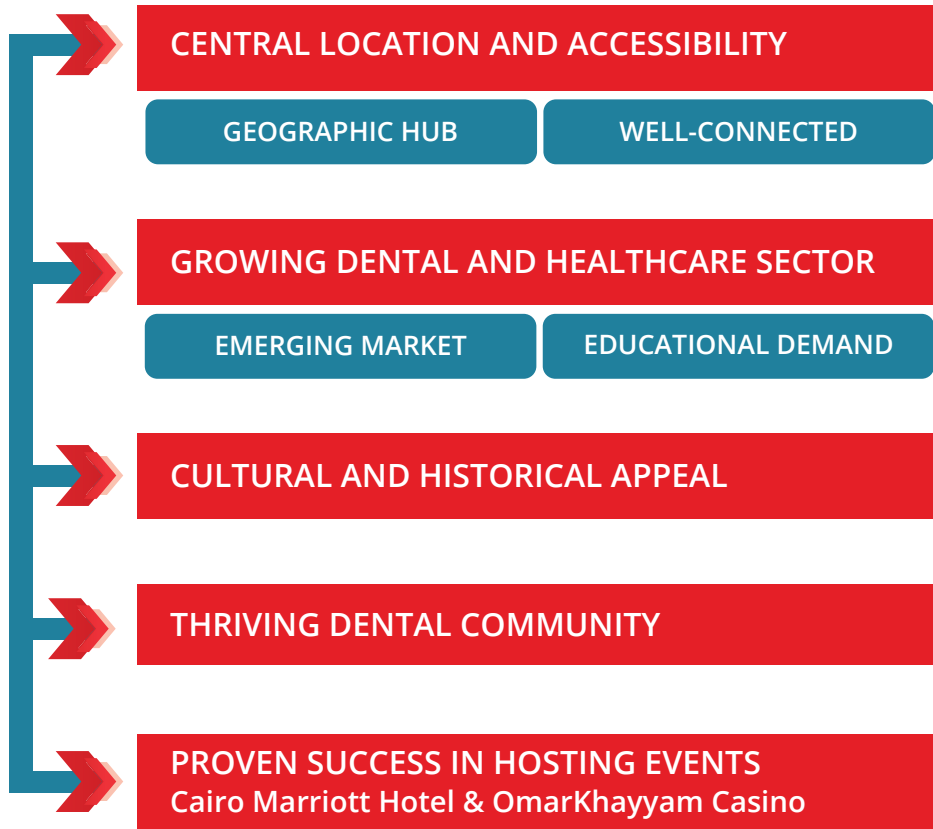 CENTRAL LOCATION AND ACCESSIBILITY
GEOGRAPHIC HUB
WELL-CONNECTED
GROWING DENTAL AND HEALTHCARE SECTOR
EMERGING MARKET
EDUCATIONAL DEMAND
CULTURAL AND HISTORICAL APPEAL
THRIVING DENTAL COMMUNITY
PROVEN SUCCESS IN HOSTING EVENTS
Cairo Marriott Hotel & OmarKhayyam Casino